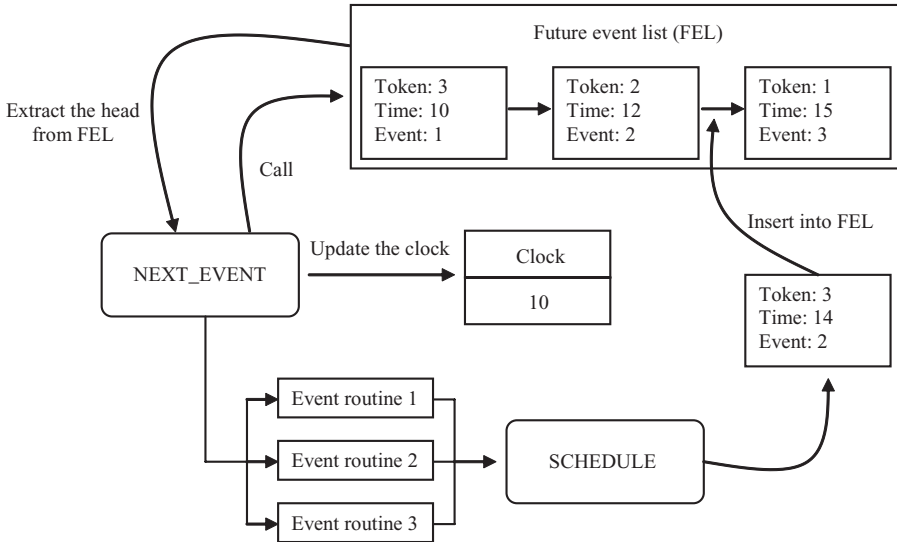 Future event list (FEL)
Token: 3
Time: 10
Event: 1
Token: 2
Time: 12
Event: 2
Token: 1
Time: 15
Event: 3
Extract the head
from FEL
Call
Insert into FEL
NEXT_EVENT
Update the clock
Clock
10
Token: 3
Time: 14
Event: 2
Event routine 1
Event routine 2
Event routine 3
SCHEDULE